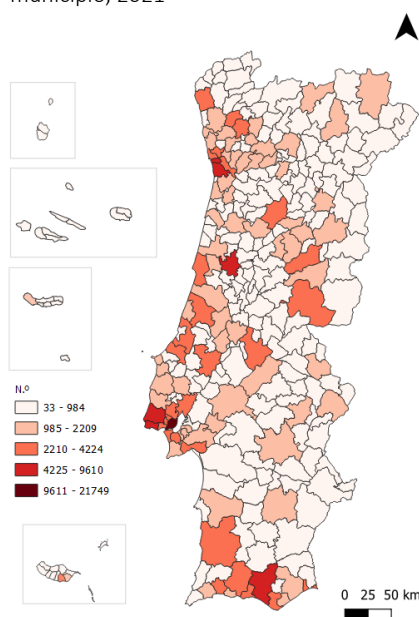 município, 2021
N.º
33 - 984
985 - 2209
2210 - 4224
4225 - 9610
9611 - 21749
0 25 50 km